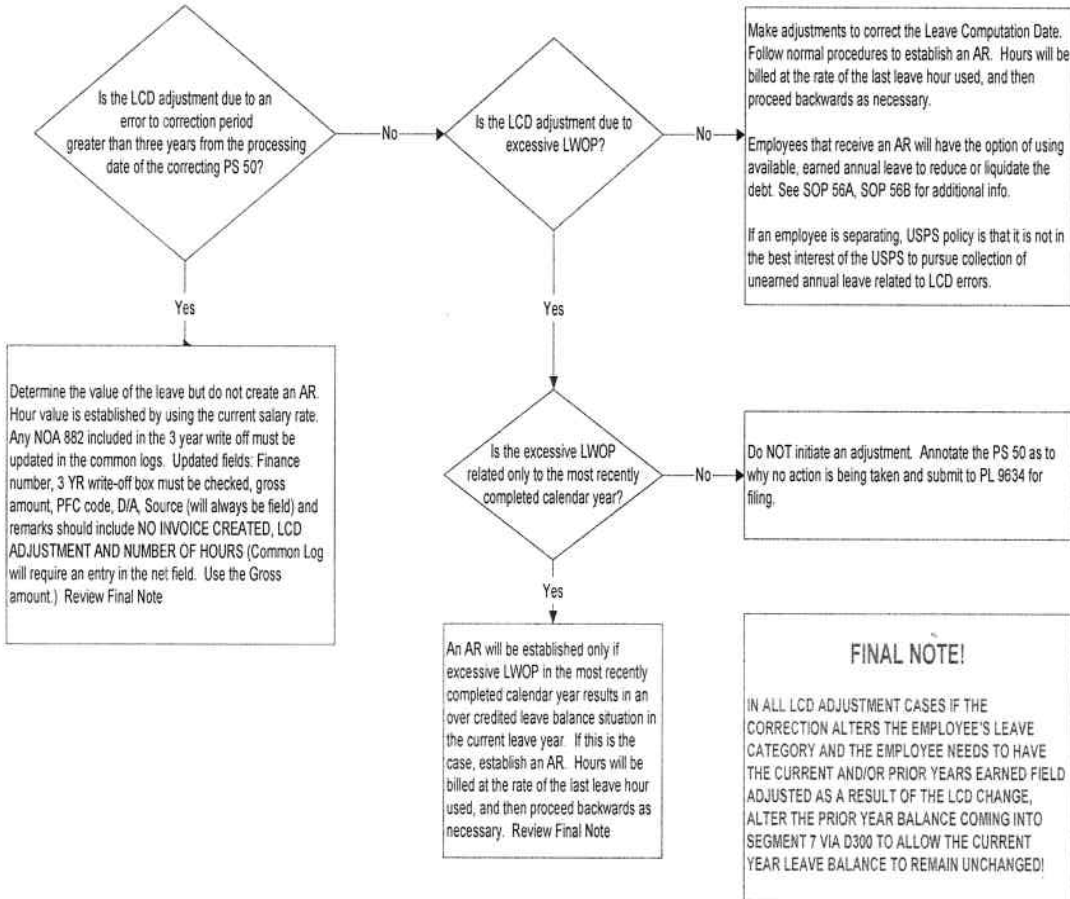 Is the LCD adjustment due to an
error to correction period
greater than three years from the processing
date of the correcting PS 50?
No
Is the LCD adjustment due to
excessive LWOP?
No
Make adjustments to correct the Leave Computation Date.
Follow normal procedures to establish an AR. Hours will be
billed at the rate of the last leave hour used, and then
proceed backwards as necessary.
Employees that receive an AR will have the option of using
available, earned annual leave to reduce or liquidate the
debt. See SOP 56A, SOP 56B for additional info.
If an employee is separating, USPS policy is that it is not in
the best interest of the USPS to pursue collection of
unearned annual leave related to LCD errors.
Yes
Determine the value of the leave but do not create an AR.
Hour value is established by using the current salary rate.
Any NOA 882 included in the 3 year write off must be
updated in the common logs. Updated fields: Finance
number, 3 YR write-off box must be checked, gross
amount, PFC code, D/A, Source (will always be field) and
remarks should include NO INVOICE CREATED, LCD
ADJUSTMENT AND NUMBER OF HOURS (Common Log
will require an entry in the net field. Use the Gross
amount.) Review Final Note
Yes
Is the excessive LWOP
related only to the most recently
completed calendar year?
No
Do NOT initiate an adjustment. Annotate the PS 50 as to
why no action is being taken and submit to PL 9634 for
filing.
Yes
An AR will be established only if
excessive LWOP in the most recently
completed calendar year results in an
over credited leave balance situation in
the current leave year. If this is the
case, establish an AR. Hours will be
billed at the rate of the last leave hour
used, and then proceed backwards as
necessary. Review Final Note
FINAL NOTE!
IN ALL LCD ADJUSTMENT CASES IF THE
CORRECTION ALTERS THE EMPLOYEE'S LEAVE
CATEGORY AND THE EMPLOYEE NEEDS TO HAVE
THE CURRENT AND/OR PRIOR YEARS EARNED FIELD
ADJUSTED AS A RESULT OF THE LCD CHANGE,
ALTER THE PRIOR YEAR BALANCE COMING INTO
SEGMENT 7 VIA D300 TO ALLOW THE CURRENT
YEAR LEAVE BALANCE TO REMAIN UNCHANGED!